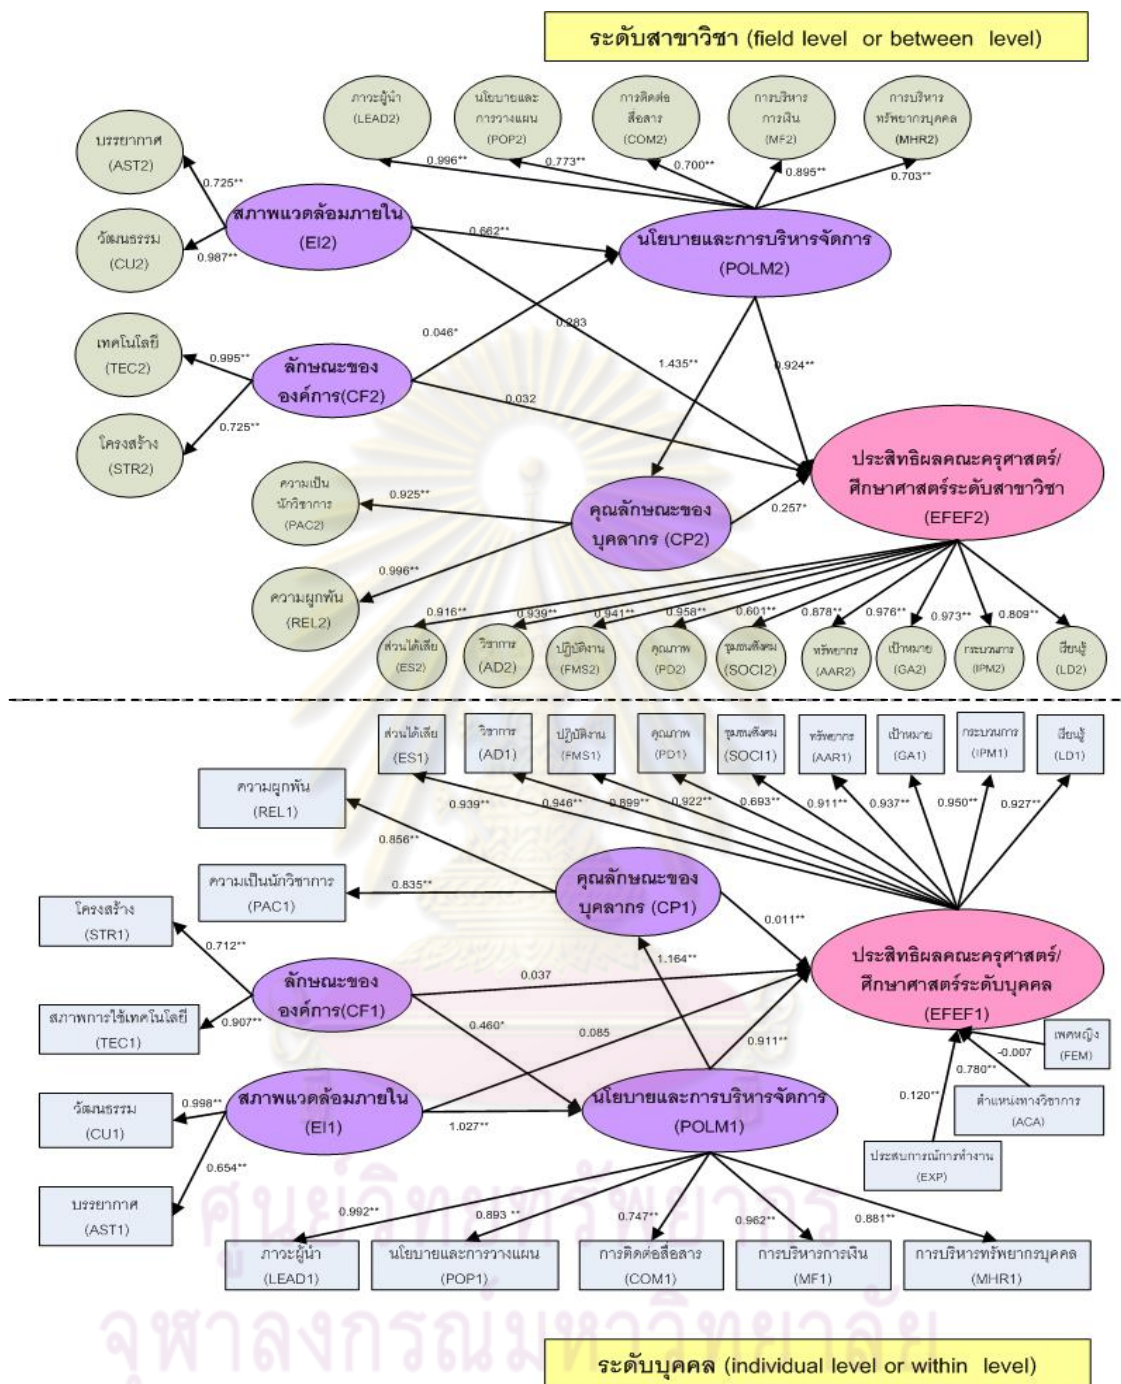 ระดับสาขาวิชา (field level or between level)
ภาวะผู้นำ
(LEAD2)
นโยบายและ
การวางแผน
(POP2)
การติดต่อ
สื่อสาร
(COM2)
การบริหาร
การเงิน
(MF2)
การบริหาร
ทรัพยากรบุคคล
(MHR2)
บรรยากาศ
(AST2)
0.996**
0.773**
0.700**
0.895**
0.703**
0.725**
สภาพแวดล้อมภายใน
(EI2)
วัฒนธรรม
(CU2)
0.987**
0.662**
นโยบายและการบริหารจัดการ
(POLM2)
เทคโนโลยี
(TEC2)
0.995**
0.046*
0.283
ลักษณะของ
องค์การ(CF2)
1.435**
0.924**
0.032
โครงสร้าง
(STR2)
0.725**
ประสิทธิผลคณะครุศาสตร์/
ศึกษาศาสตร์ระดับสาขาวิชา
(EFEF2)
ความเป็น
นักวิชาการ
(PAC2)
0.925**
คุณลักษณะของ
บุคลากร (CP2)
0.257*
0.996**
ความผูกพัน
(REL2)
0.916**
0.939**
0.941**
0.958**
0.601**
0.878**
0.976**
0.973**
0.809**
ส่วนได้เสีย
(ES2)
วิชาการ
(AD2)
ปฏิบัติงาน
(FMS2)
คุณภาพ
(PD2)
ชุมชนสังคม
(SOCI2)
ทรัพยากร
(AAR2)
เป้าหมาย
(GA2)
กระบวนการ
(IPM2)
เรียนรู้
(LD2)
ส่วนได้เสีย
(ES1)
วิชาการ
(AD1)
ปฏิบัติงาน
(FMS1)
คุณภาพ
(PD1)
ชุมชนสังคม
(SOCI1)
ทรัพยากร
(AAR1)
เป้าหมาย
(GA1)
กระบวนการ
(IPM1)
เรียนรู้
(LD1)
ความผูกพัน
(REL1)
0.939**
0.946**
0.899**
0.922**
0.693**
0.911**
0.937**
0.950**
0.927**
0.856**
ความเป็นนักวิชาการ
(PAC1)
0.835**
คุณลักษณะของ
บุคลากร (CP1)
โครงสร้าง
(STR1)
0.712**
0.011**
ประสิทธิผลคณะครุศาสตร์/
ศึกษาศาสตร์ระดับบุคคล
(EFEF1)
1.164**
ลักษณะของ
องค์การ(CF1)
0.037
สภาพการใช้เทคโนโลยี
(TEC1)
0.907**
0.460*
0.085
0.911**
เพศหญิง
(FEM)
-0.007
0.780**
0.120**
ตำแหน่งทางวิชาการ
(ACA)
ประสบการณ์การทำงาน
(EXP)
วัฒนธรรม
(CU1)
0.998**
สภาพแวดล้อมภายใน
(EI1)
1.027**
นโยบายและการบริหารจัดการ
(POLM1)
0.654**
บรรยากาศ
(AST1)
0.992**
0.893 **
0.747**
0.962**
0.881**
ภาวะผู้นำ
(LEAD1)
นโยบายและการวางแผน
(POP1)
การติดต่อสื่อสาร
(COM1)
การบริหารการเงิน
(MF1)
การบริหารทรัพยากรบุคคล
(MHR1)
ศูนย์วิทยทรัพยากร
จุฬาลงกรณ์มหาวิทยาลัย
ระดับบุคคล (individual level or within level)